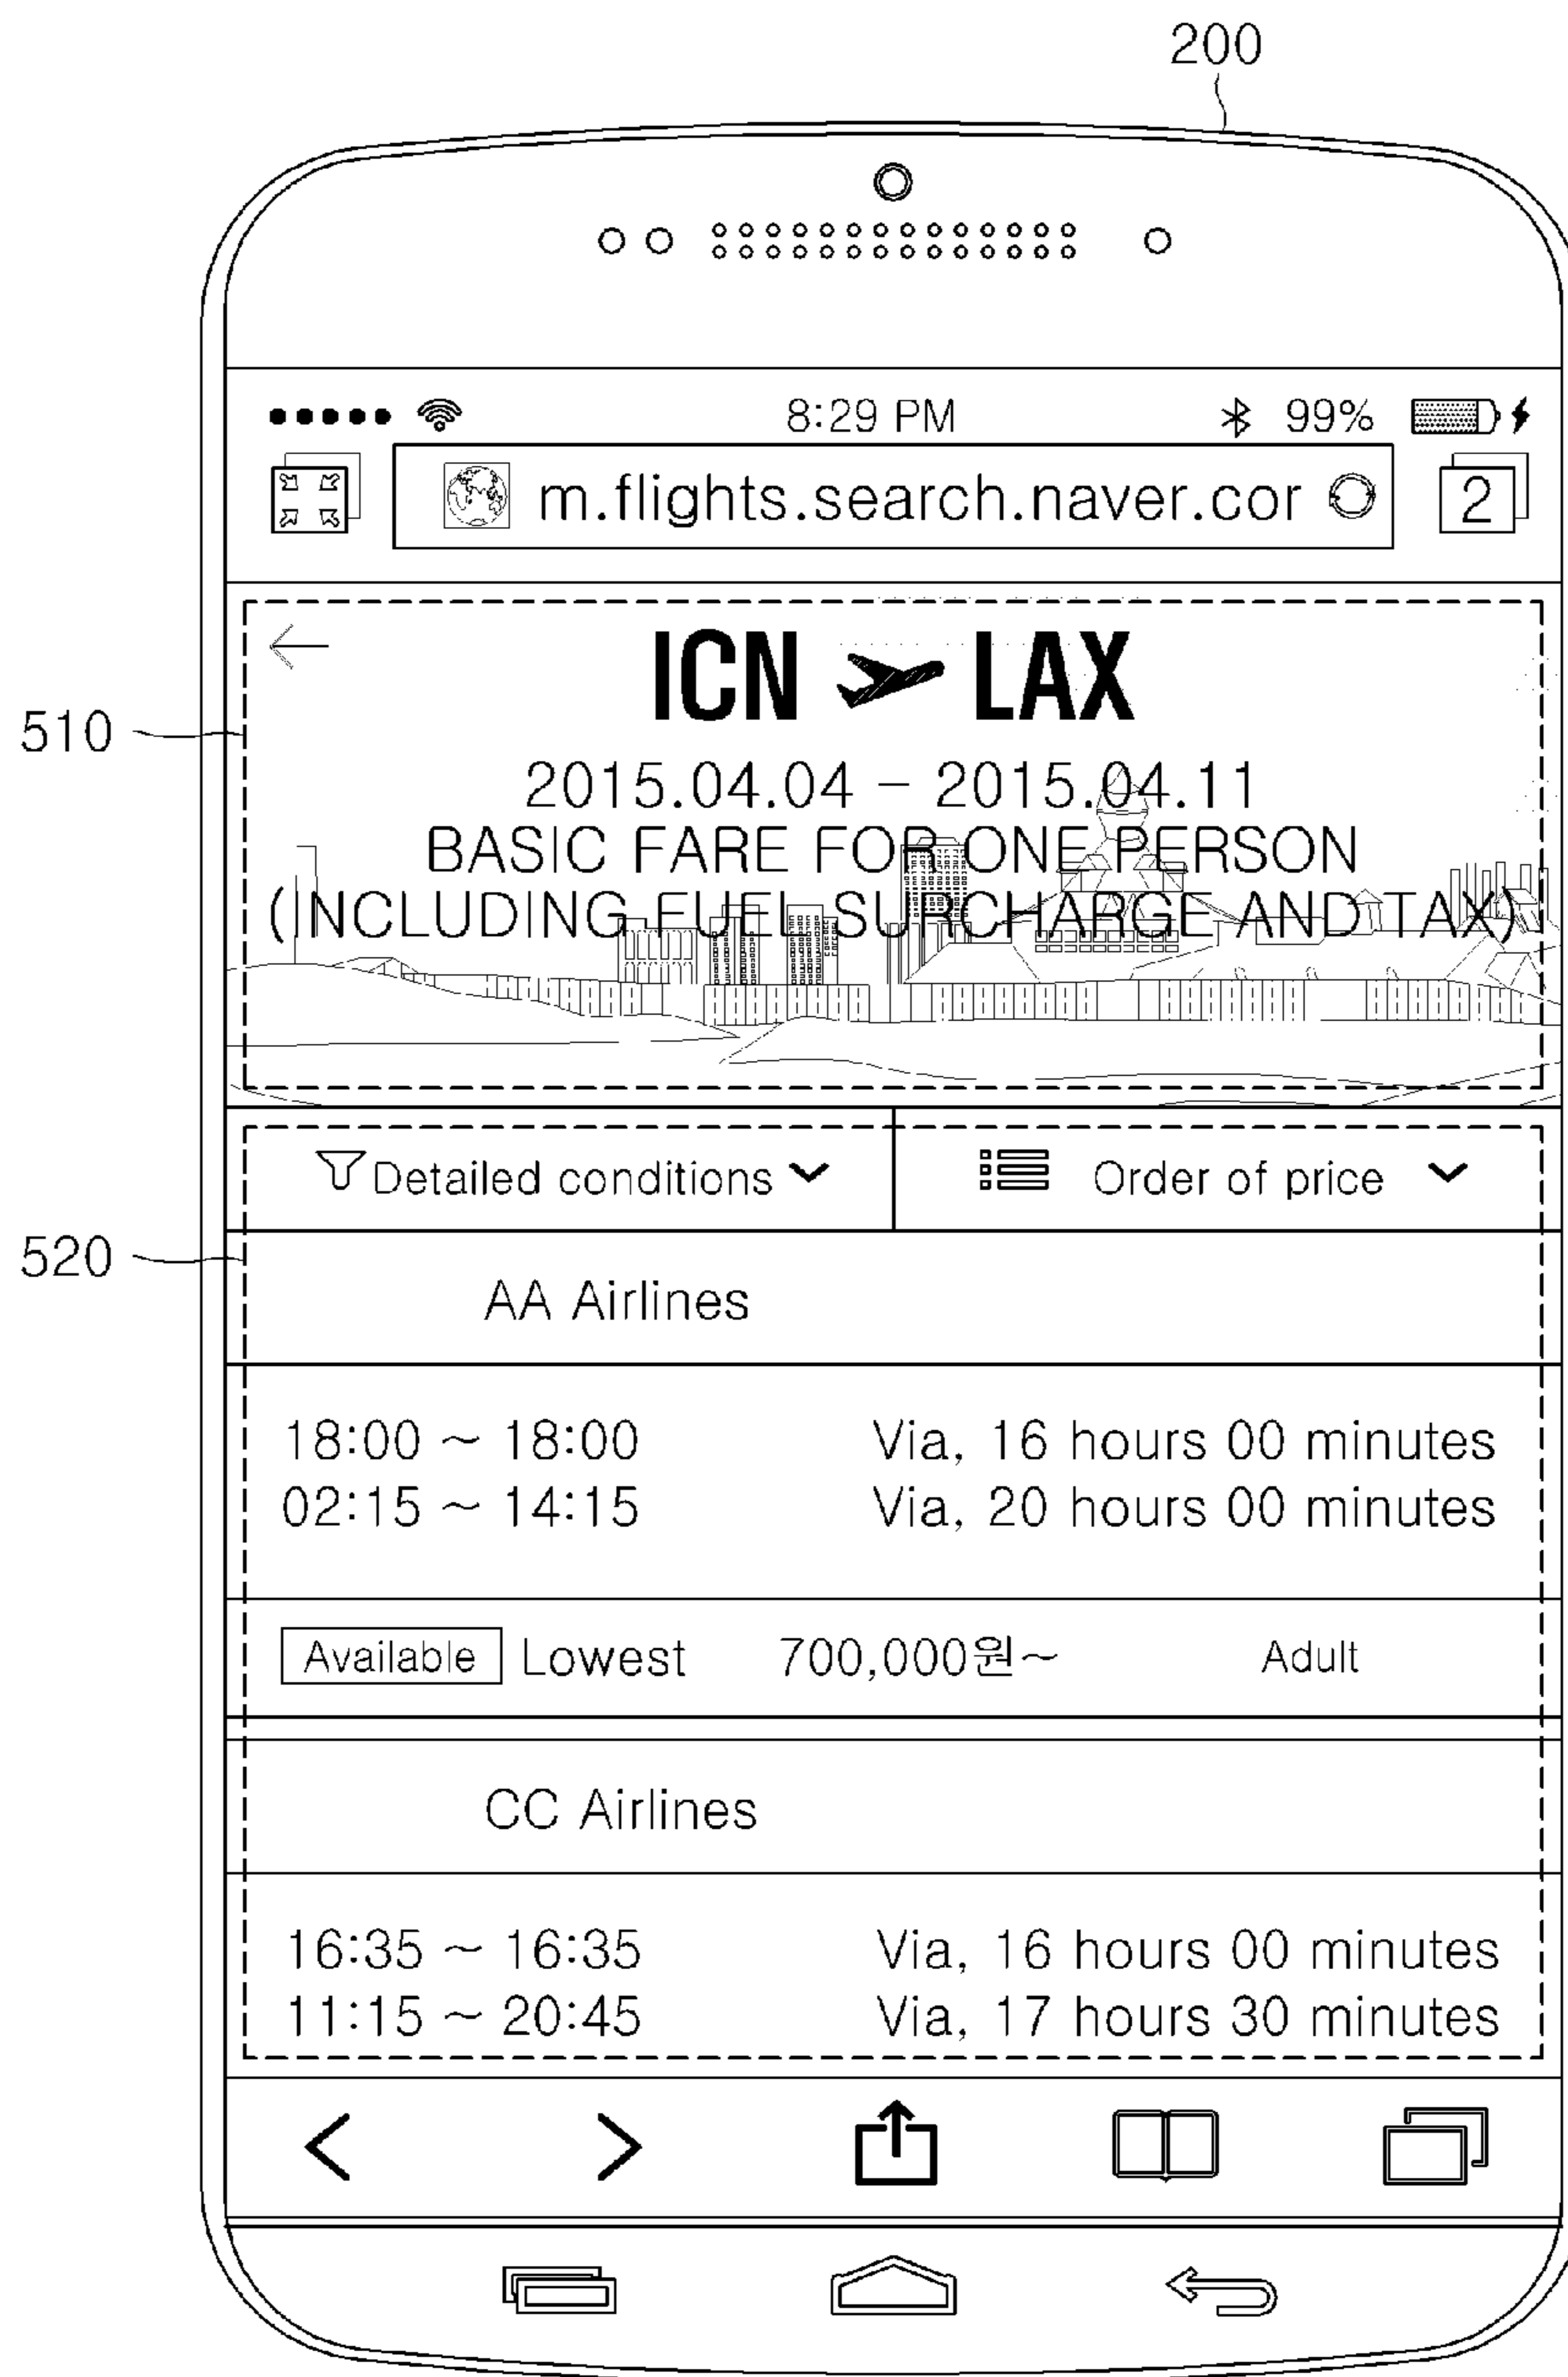 200
8:29 PM 99%
m.flights.search.naver.cor 2
ICN LAX
510
2015.04.04 - 2015.04.11
BASIC FARE FOR ONE PERSON
(INCLUDING FUEL SURCHARGE AND TAX)
Detailed conditions Order of price
520
AA Airlines
18:00 ~ 18:00 Via, 16 hours 00 minutes
02:15 ~ 14:15 Via, 20 hours 00 minutes
Available Lowest 700,000원~ Adult
CC Airlines
16:35 ~ 16:35 Via, 16 hours 00 minutes
11:15 ~ 20:45 Via, 17 hours 30 minutes